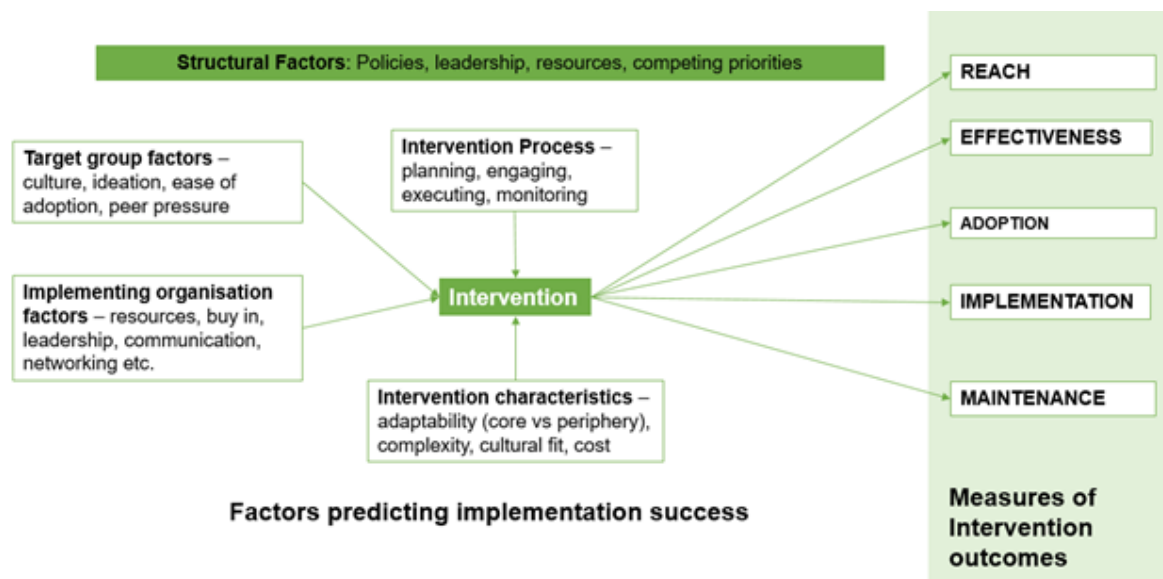 Structural Factors: Policies, leadership, resources, competing priorities
Target group factors –
culture, ideation, ease of
adoption, peer pressure
Implementing organisation
factors – resources, buy in,
leadership, communication,
networking etc.
Intervention Process –
planning, engaging,
executing, monitoring
Intervention
Intervention characteristics –
adaptability (core vs periphery),
complexity, cultural fit, cost
Factors predicting implementation success
REACH
EFFECTIVENESS
ADOPTION
IMPLEMENTATION
MAINTENANCE
Measures of
Intervention
outcomes